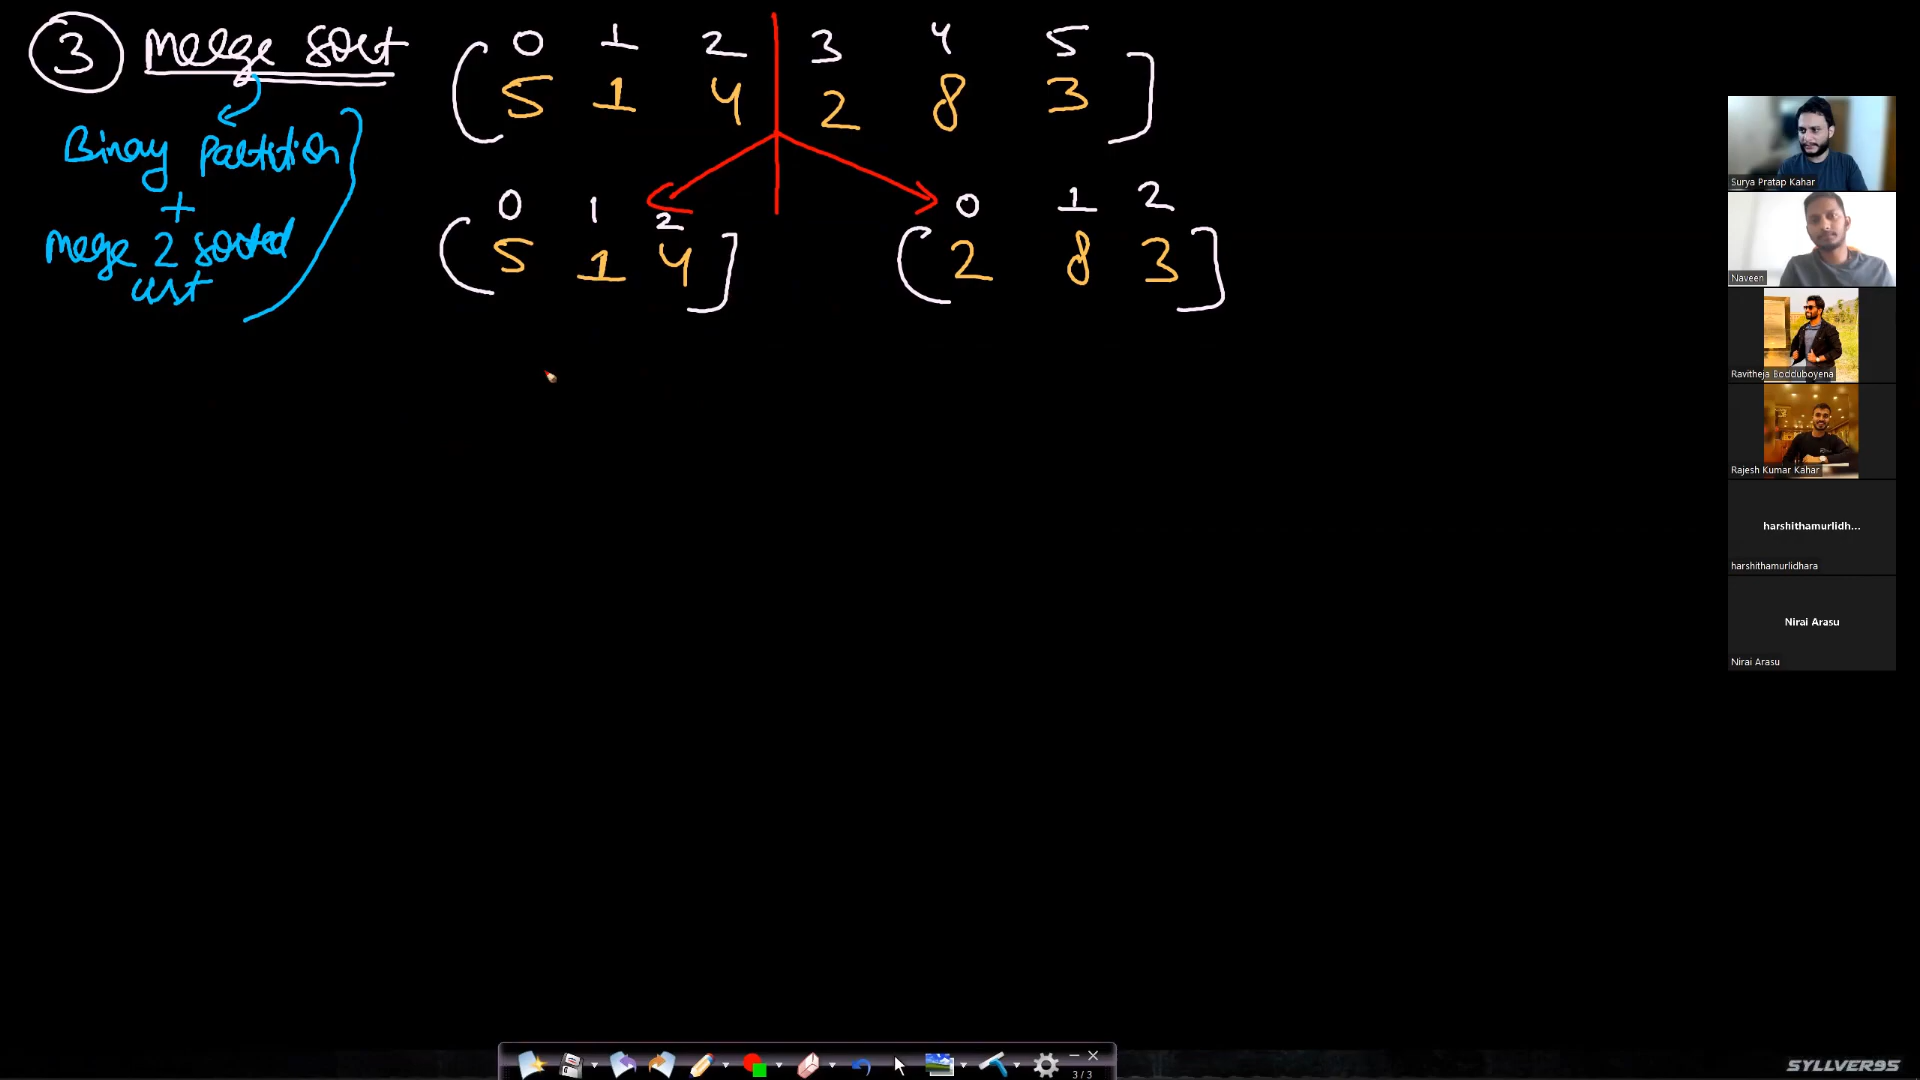 3 Merge sort
0 1 2 3 4 5
[5 1 4 2 8 3]
Binary Partition
+
Merge 2 sorted
list
0 1 2
[5 1 4]
0 1 2
[2 8 3]
Surya Pratap Kahar
Naveen
Ravitheja Bodduboyena
Rajesh Kumar Kahar
harshithamurlidh...
harshithamurlidhara
Nirai Arasu
Nirai Arasu
3 / 3
SYLLVER95